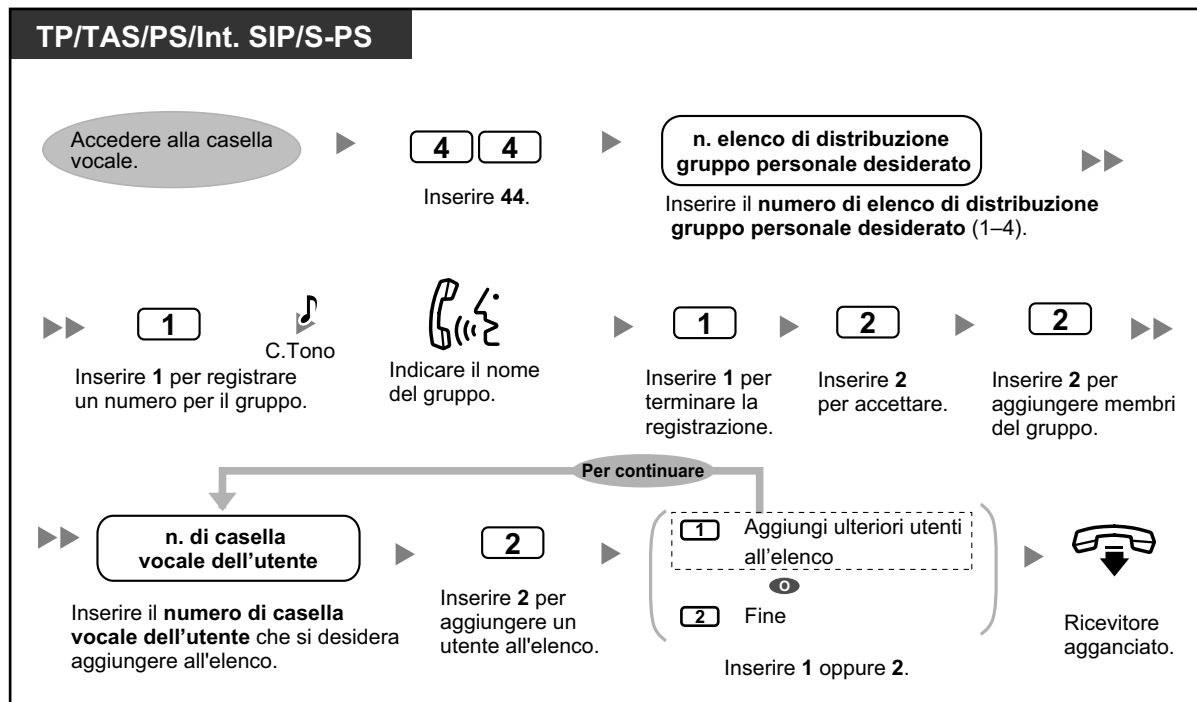 TP/TAS/PS/Int. SIP/S-PS
Accedere alla casella
vocale.
4 4
Inserire 44.
n. elenco di distribuzione
gruppo personale desiderato
Inserire il numero di elenco di distribuzione
gruppo personale desiderato (1–4).
1
Inserire 1 per registrare
un numero per il gruppo.
C.Tono
Indicare il nome
del gruppo.
1
Inserire 1 per
terminare la
registrazione.
2
Inserire 2
per accettare.
2
Inserire 2 per
aggiungere membri
del gruppo.
Per continuare
n. di casella
vocale dell’utente
Inserire il numero di casella
vocale dell’utente che si desidera
aggiungere all'elenco.
2
Inserire 2 per
aggiungere un
utente all'elenco.
1 Aggiungi ulteriori utenti
all’elenco
O
2 Fine
Inserire 1 oppure 2.
Ricevitore
agganciato.